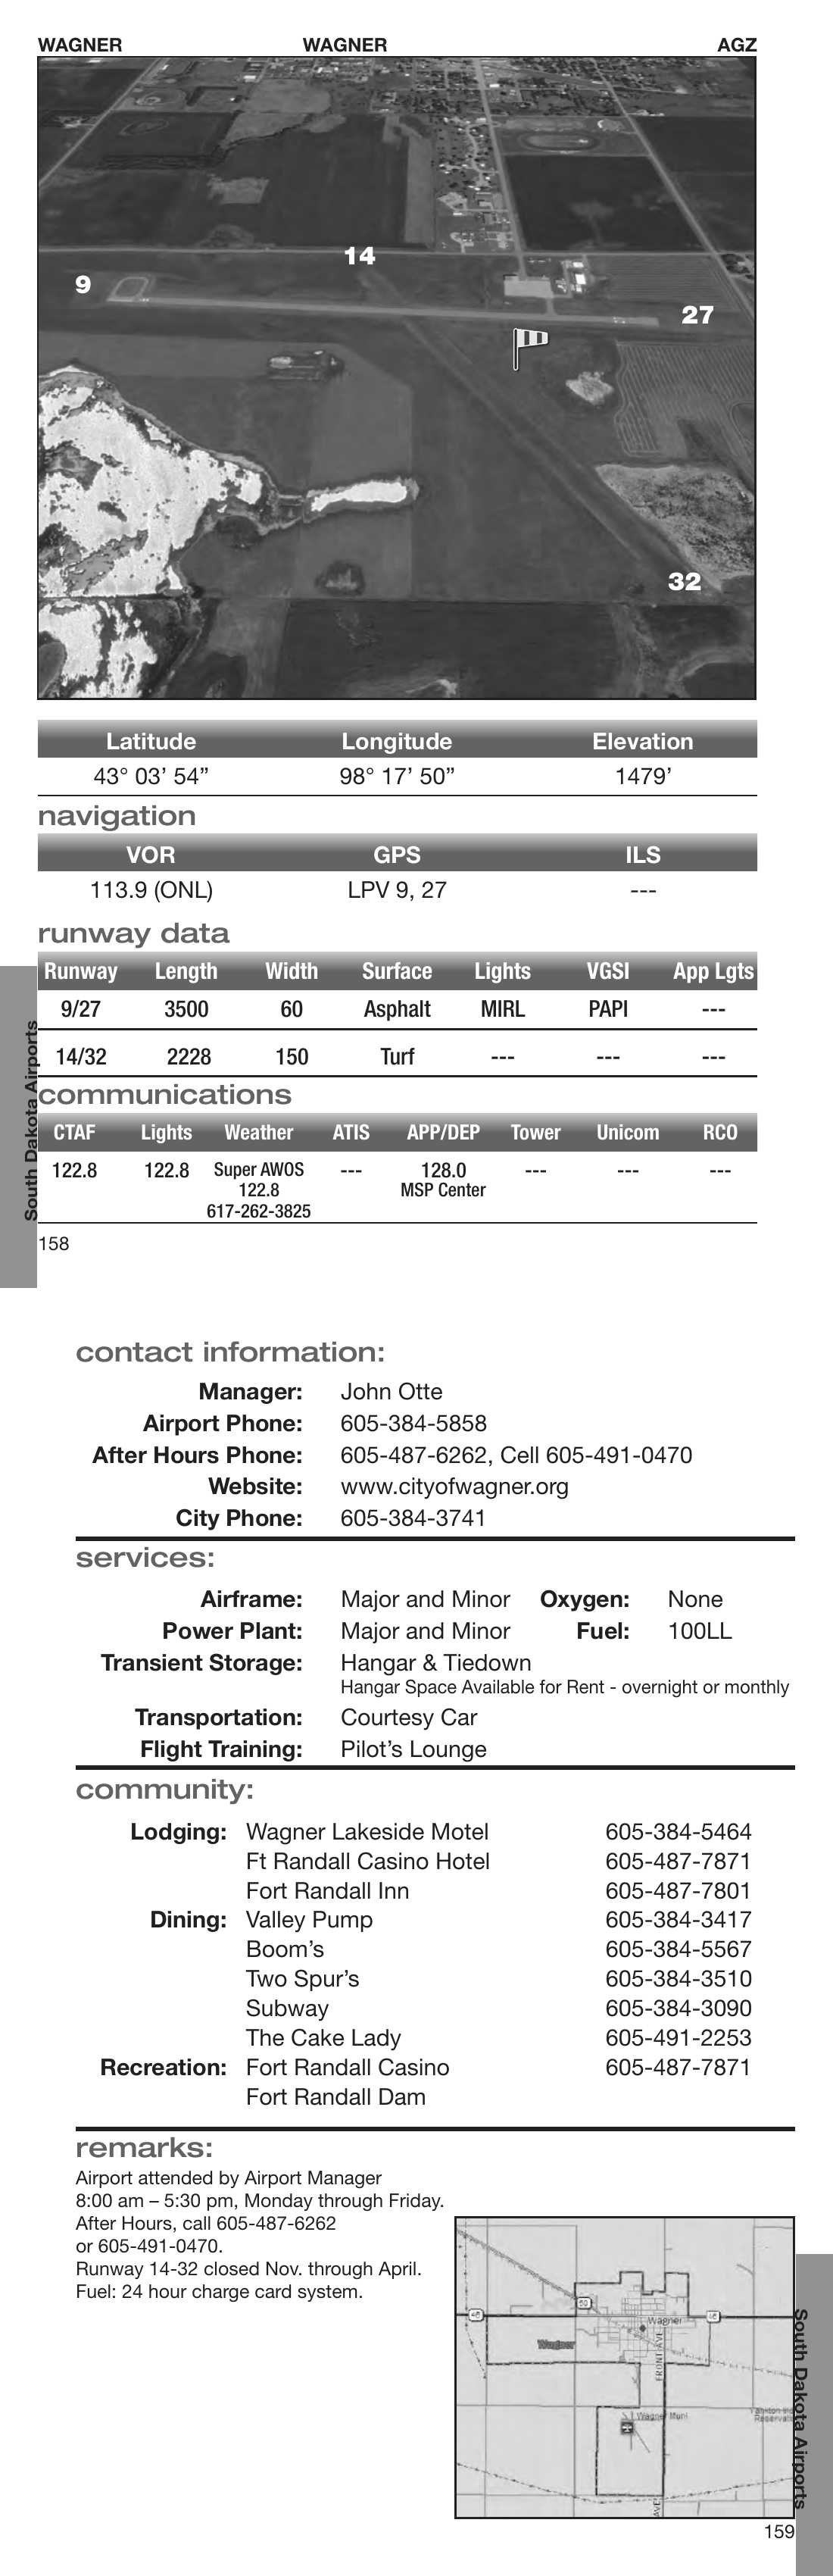 WAGNER WAGNER AGZ
14
9
27
32
Latitude Longitude Elevation
43° 03’ 54” 98° 17’ 50” 1479’
navigation
VOR GPS ILS
113.9 (ONL) LPV 9, 27 ---
runway data
Runway Length Width Surface Lights VGSI App Lgts
9/27 3500 60 Asphalt MIRL PAPI ---
14/32 2228 150 Turf --- --- ---
communications
CTAF Lights Weather ATIS APP/DEP Tower Unicom RCO
122.8 122.8 Super AWOS --- 128.0 --- --- ---
122.8 MSP Center
617-262-3825
South Dakota Airports
158
contact information:
Manager: John Otte
Airport Phone: 605-384-5858
After Hours Phone: 605-487-6262, Cell 605-491-0470
Website: www.cityofwagner.org
City Phone: 605-384-3741
services:
Airframe: Major and Minor Oxygen: None
Power Plant: Major and Minor Fuel: 100LL
Transient Storage: Hangar & Tiedown
Hangar Space Available for Rent - overnight or monthly
Transportation: Courtesy Car
Flight Training: Pilot’s Lounge
community:
Lodging: Wagner Lakeside Motel 605-384-5464
Ft Randall Casino Hotel 605-487-7871
Fort Randall Inn 605-487-7801
Dining: Valley Pump 605-384-3417
Boom’s 605-384-5567
Two Spur’s 605-384-3510
Subway 605-384-3090
The Cake Lady 605-491-2253
Recreation: Fort Randall Casino 605-487-7871
Fort Randall Dam
remarks:
Airport attended by Airport Manager
8:00 am – 5:30 pm, Monday through Friday.
After Hours, call 605-487-6262
or 605-491-0470.
Runway 14-32 closed Nov. through April.
Fuel: 24 hour charge card system.
50
46 46
Wagner
Wagner
FRONT AVE
Wagner Muni
AVE
South Dakota Airports
159